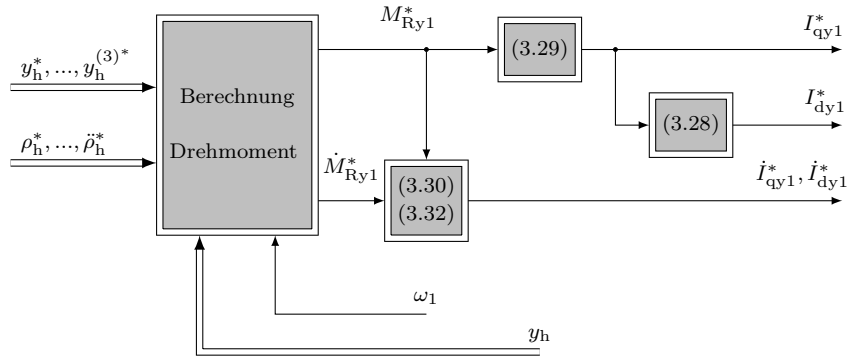 M*Ry1
I*qy1
(3.29)
y*h, ..., y(3)*h
I*dy1
Berechnung
(3.28)
ρ*h, ..., ρ̈*h
Drehmoment
Ṁ*Ry1
İ*qy1, İ*dy1
(3.30)
(3.32)
ω1
yh